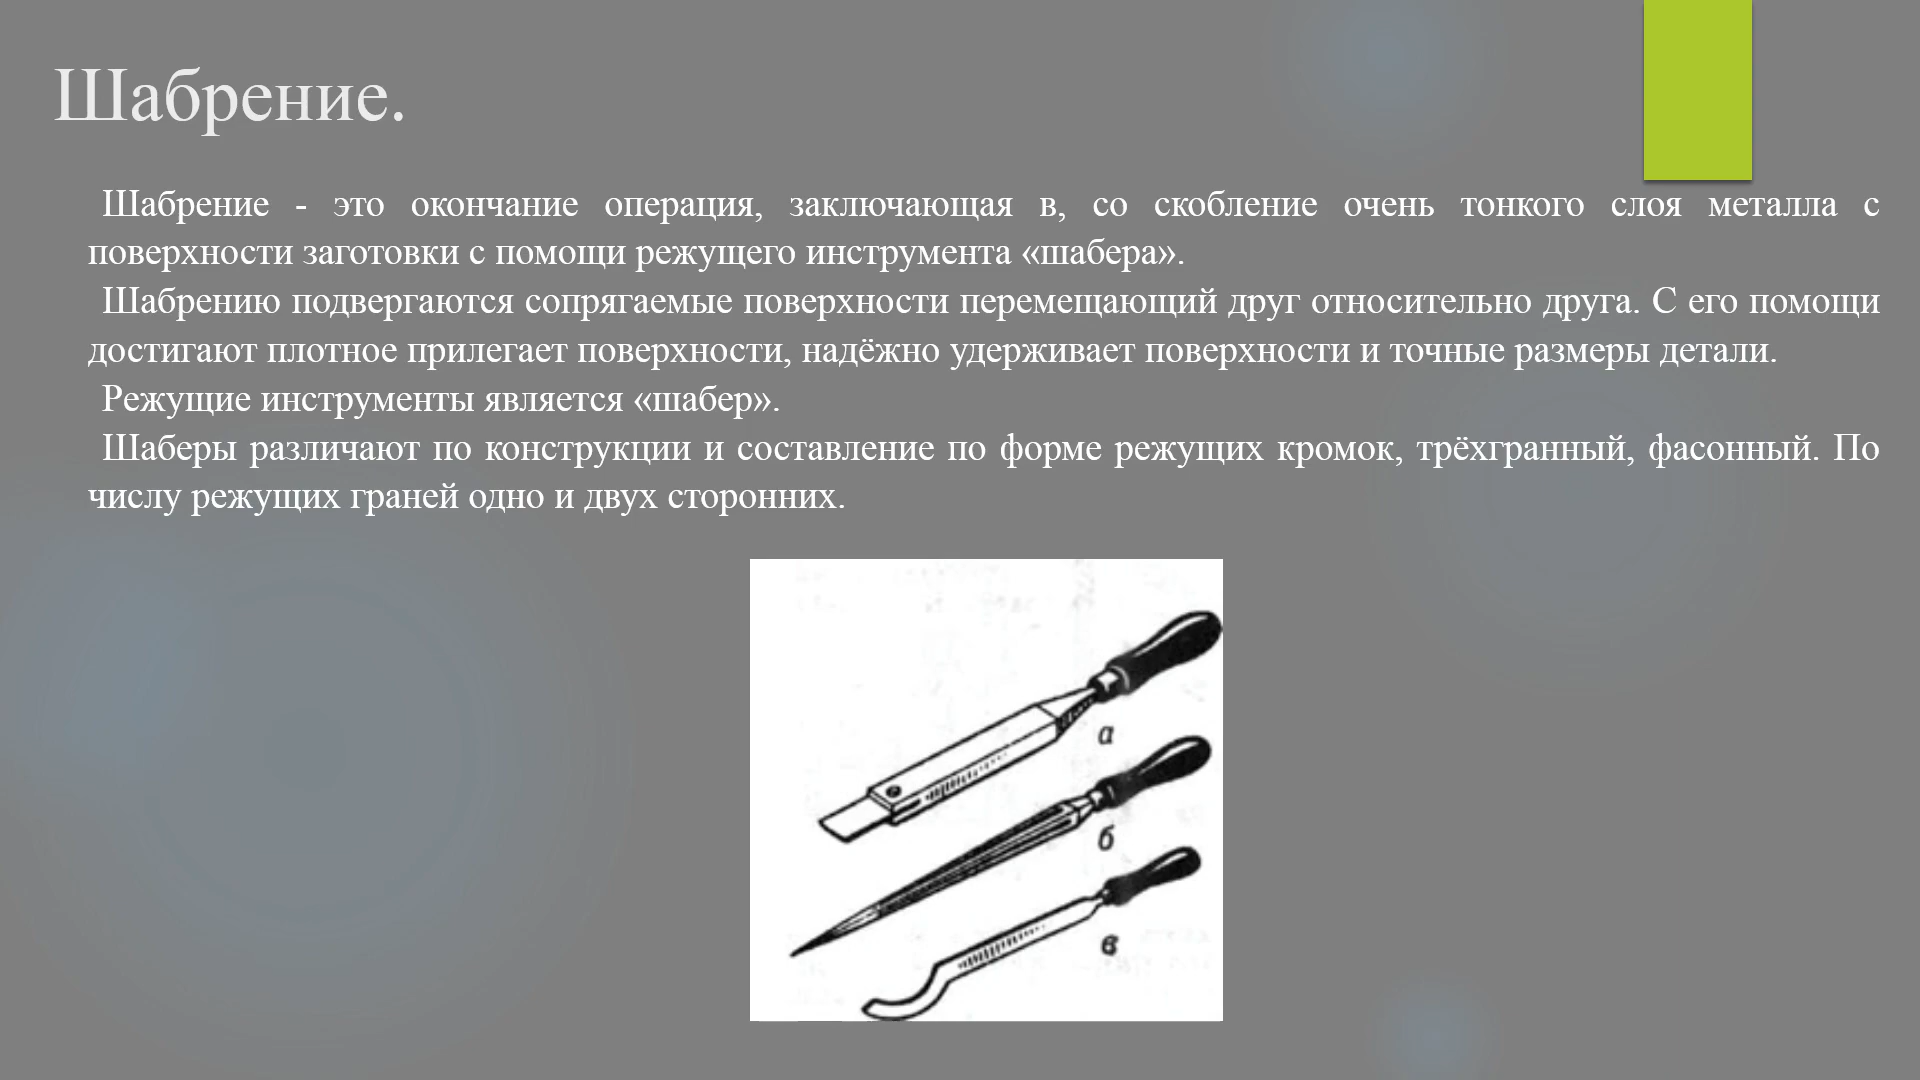 Шабрение.
Шабрение - это окончание операция, заключающая в, со скобление очень тонкого слоя металла с
поверхности заготовки с помощи режущего инструмента «шабера».
Шабрению подвергаются сопрягаемые поверхности перемещающий друг относительно друга. С его помощи
достигают плотное прилегает поверхности, надёжно удерживает поверхности и точные размеры детали.
Режущие инструменты является «шабер».
Шаберы различают по конструкции и составление по форме режущих кромок, трёхгранный, фасонный. По
числу режущих граней одно и двух сторонних.
а
б
в